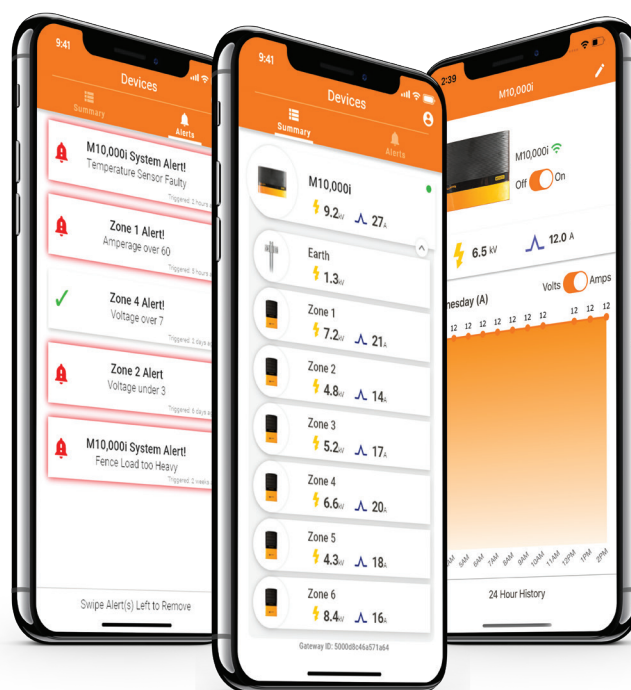 9:41
Devices
Summary
Alerts
M10,000i System Alert!
Temperature Sensor Faulty
Zone 1 Alert!
Amperage over 60
Zone 4 Alert!
Voltage over 7
Zone 2 Alert
Voltage under 3
M10,000i System Alert!
Fence Load too Heavy
Swipe Alert(s) Left to Remove
9:41
Devices
Summary
Alerts
M10,000i
9.2kV 27A
Earth
1.3kV
Zone 1
7.2kV 21A
Zone 2
4.8kV 14A
Zone 3
5.2kV 17A
Zone 4
6.6kV 20A
Zone 5
4.3kV 18A
Zone 6
8.4kV 16A
Gateway ID: 5000d8c46a571a64
2:39
M10,000i
M10,000i
Off On
6.5 kV 12.0 A
(A)
Volts Amps
12 12 12 12 12 12 12 12 12
5AM 6AM 7AM 8AM 9AM 10AM 11AM 12PM 1PM 2PM
24 Hour History